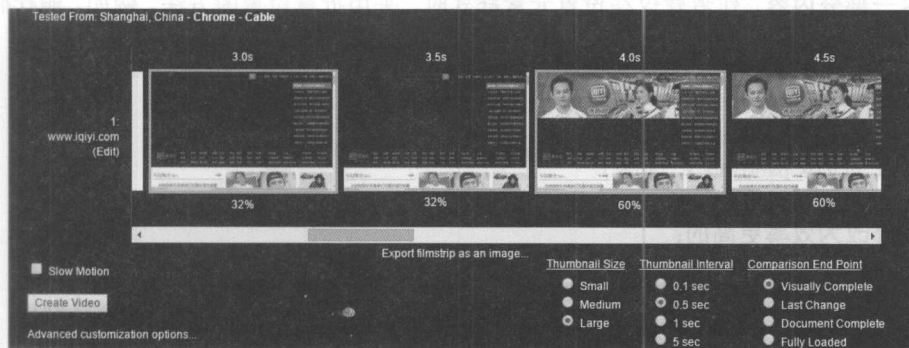 Tested From: Shanghai, China - Chrome - Cable
3.0s
3.5s
4.0s
4.5s
1:
www.iqiyi.com
(Edit)
32%
32%
60%
60%
Export filmstrip as an image...
Slow Motion
Create Video
Advanced customization options...
Thumbnail Size
Small
Medium
Large
Thumbnail Interval
0.1 sec
0.5 sec
1 sec
5 sec
Comparison End Point
Visually Complete
Last Change
Document Complete
Fully Loaded